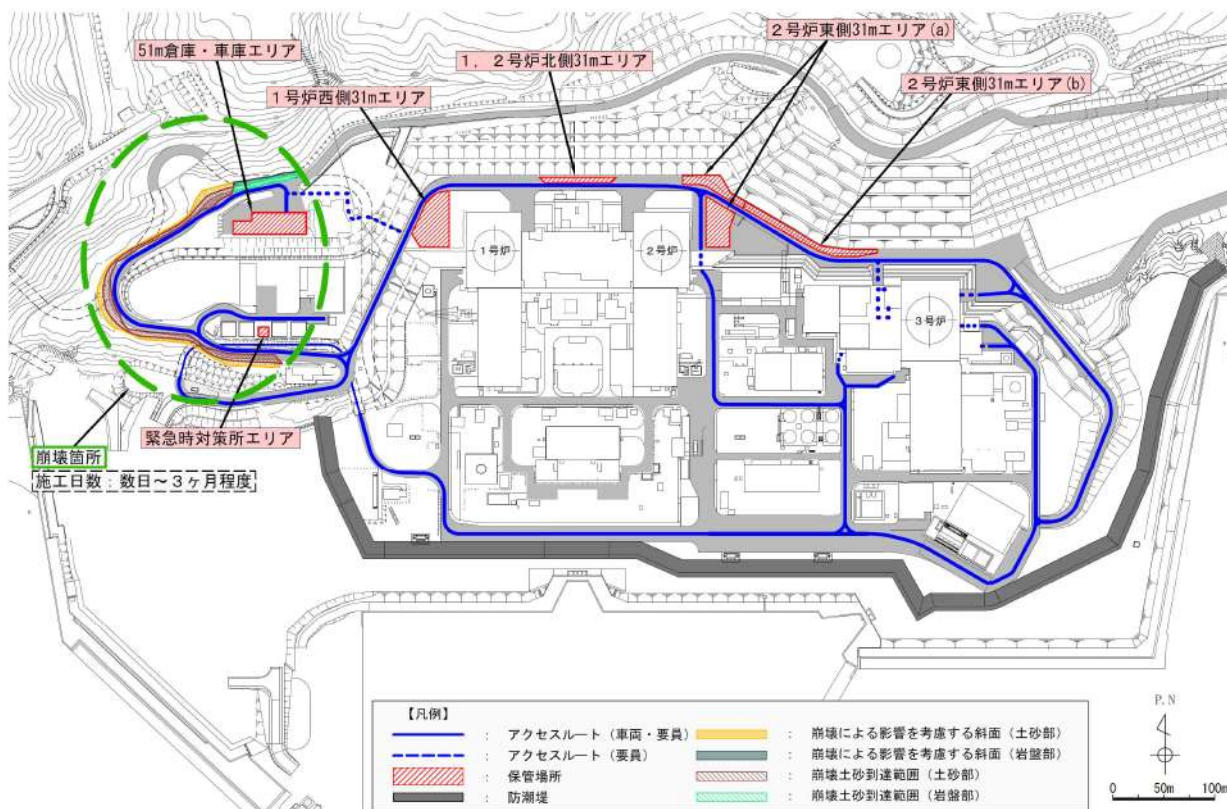 51m倉庫・車庫エリア
1号炉西側31mエリア
1,2号炉北側31mエリア
2号炉東側31mエリア(a)
2号炉東側31mエリア(b)
1号炉
2号炉
3号炉
緊急時対策所エリア
崩壊箇所
施工日数:数日~3ヶ月程度
P.N
【凡例】
: アクセスルート(車両・要員)
: アクセスルート(要員)
: 保管場所
: 防潮堤
: 崩壊による影響を考慮する斜面(土砂部)
: 崩壊による影響を考慮する斜面(岩盤部)
: 崩壊土砂到達範囲(土砂部)
: 崩壊土砂到達範囲(岩盤部)
0 50m 100m